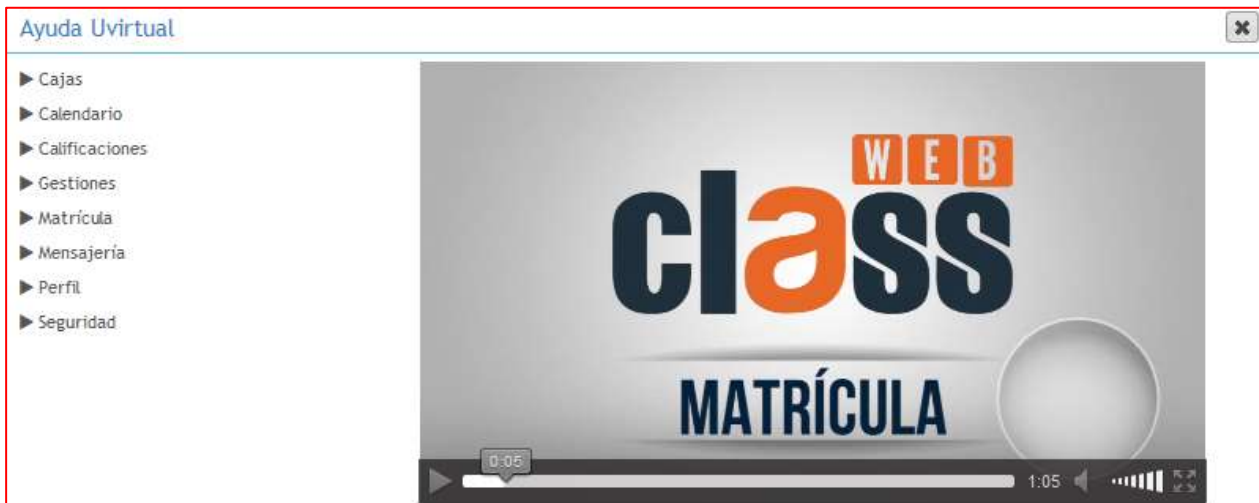 Ayuda Uvirtual
Cajas
Calendario
Calificaciones
Gestiones
Matrícula
Mensajería
Perfil
Seguridad
WEB
class
MATRÍCULA
0:05
1:05